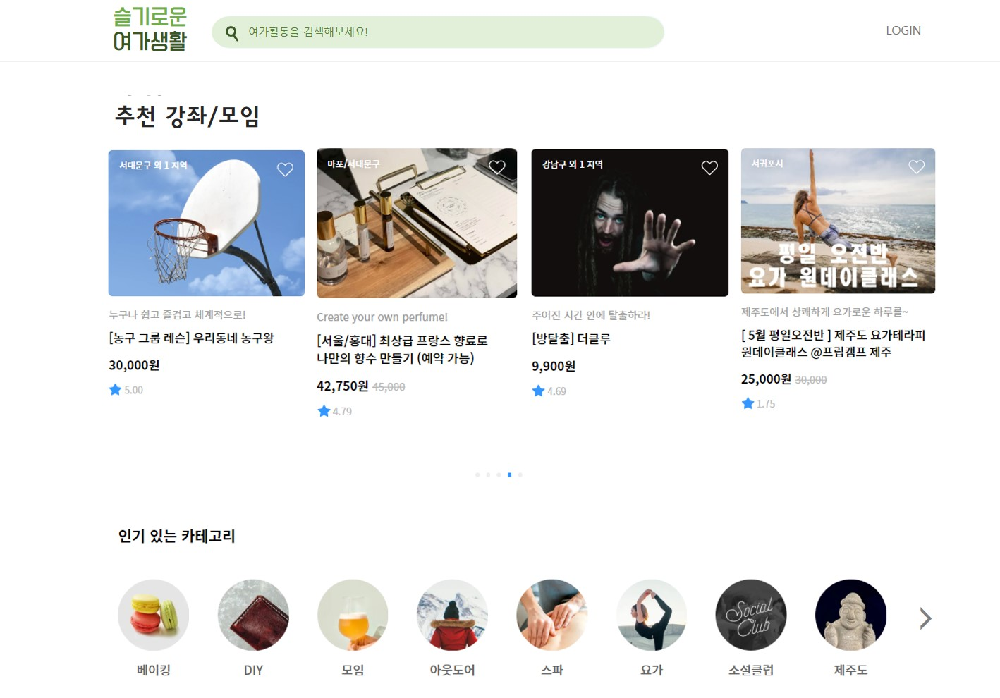 슬기로운
여가생활
여가활동을 검색해보세요!
LOGIN
추천 강좌/모임
서대문구 외 1 지역
누구나 쉽고 즐겁고 체계적으로!
[농구 그룹 레슨] 우리동네 농구왕
30,000원
5.00
마포/서대문구
Create your own perfume!
[서울/홍대] 최상급 프랑스 향료로
나만의 향수 만들기 (예약 가능)
42,750원 45,000
4.79
강남구 외 1 지역
주어진 시간 안에 탈출하라!
[방탈출] 더클루
9,900원
4.69
서귀포시
평일 오전반
요가 원데이클래스
제주도에서 상쾌하게 요가로운 하루를~
[ 5월 평일오전반 ] 제주도 요가테라피
원데이클래스 @프립캠프 제주
25,000원 30,000
1.75
인기 있는 카테고리
베이킹
DIY
모임
아웃도어
스파
요가
Social
Club
소셜클럽
제주도